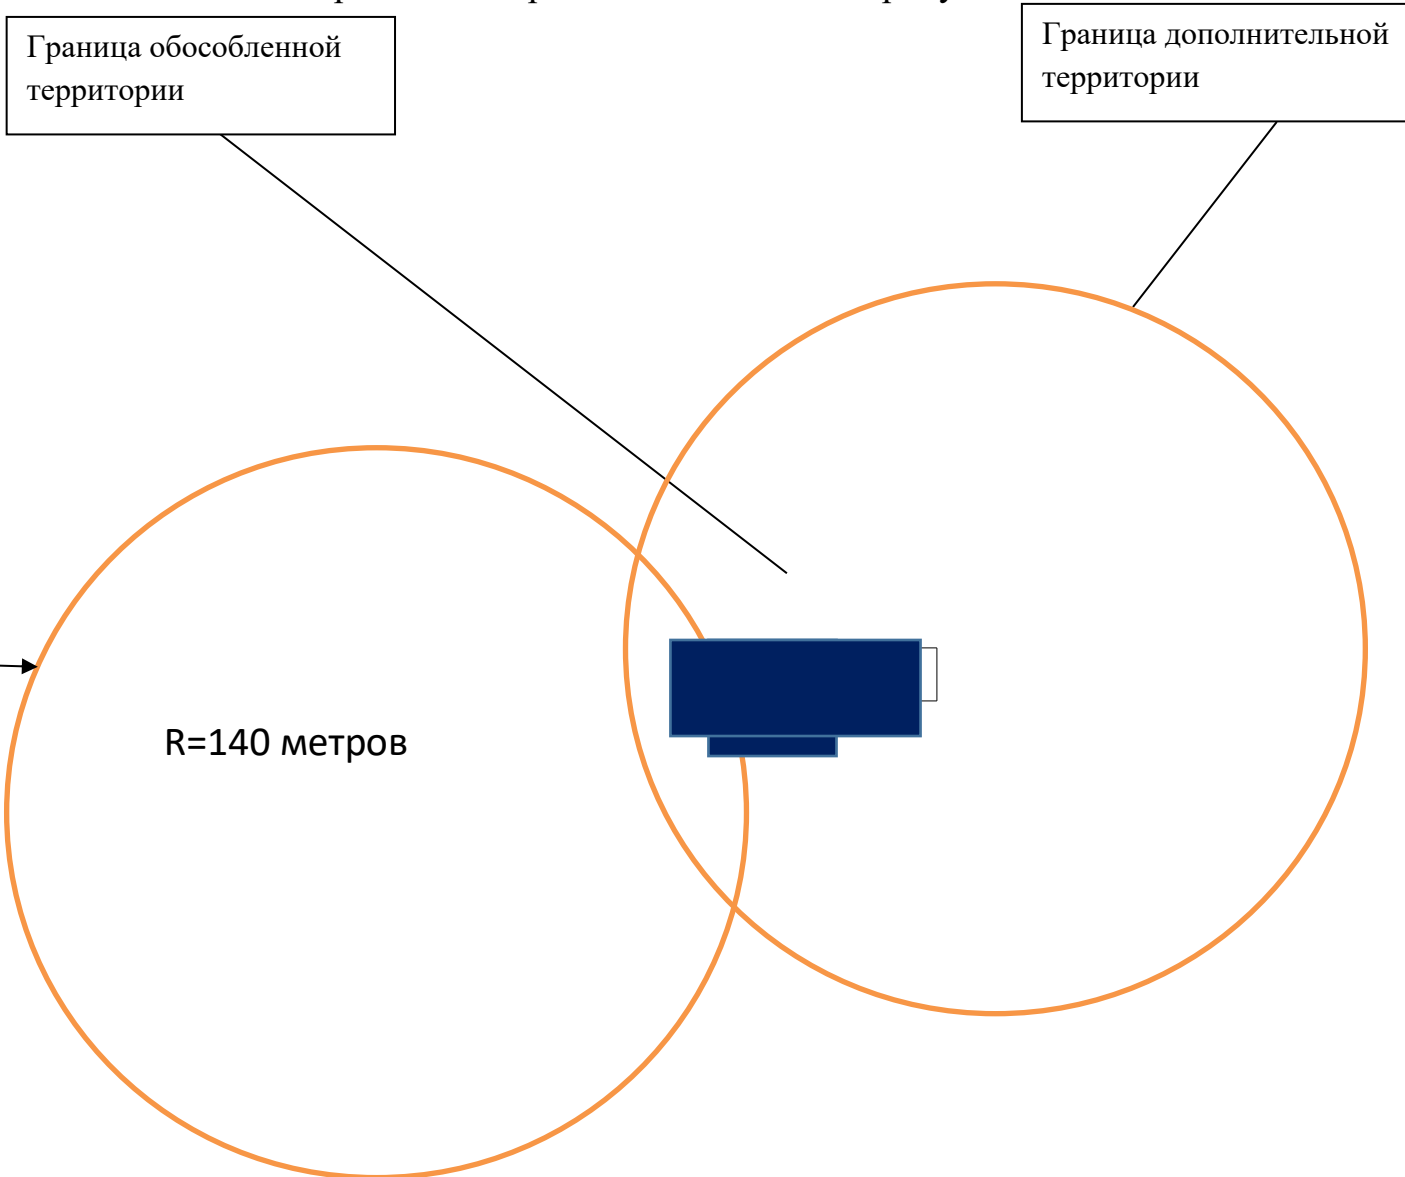 Граница обособленной
территории
Граница дополнительной
территории
R=140 метров